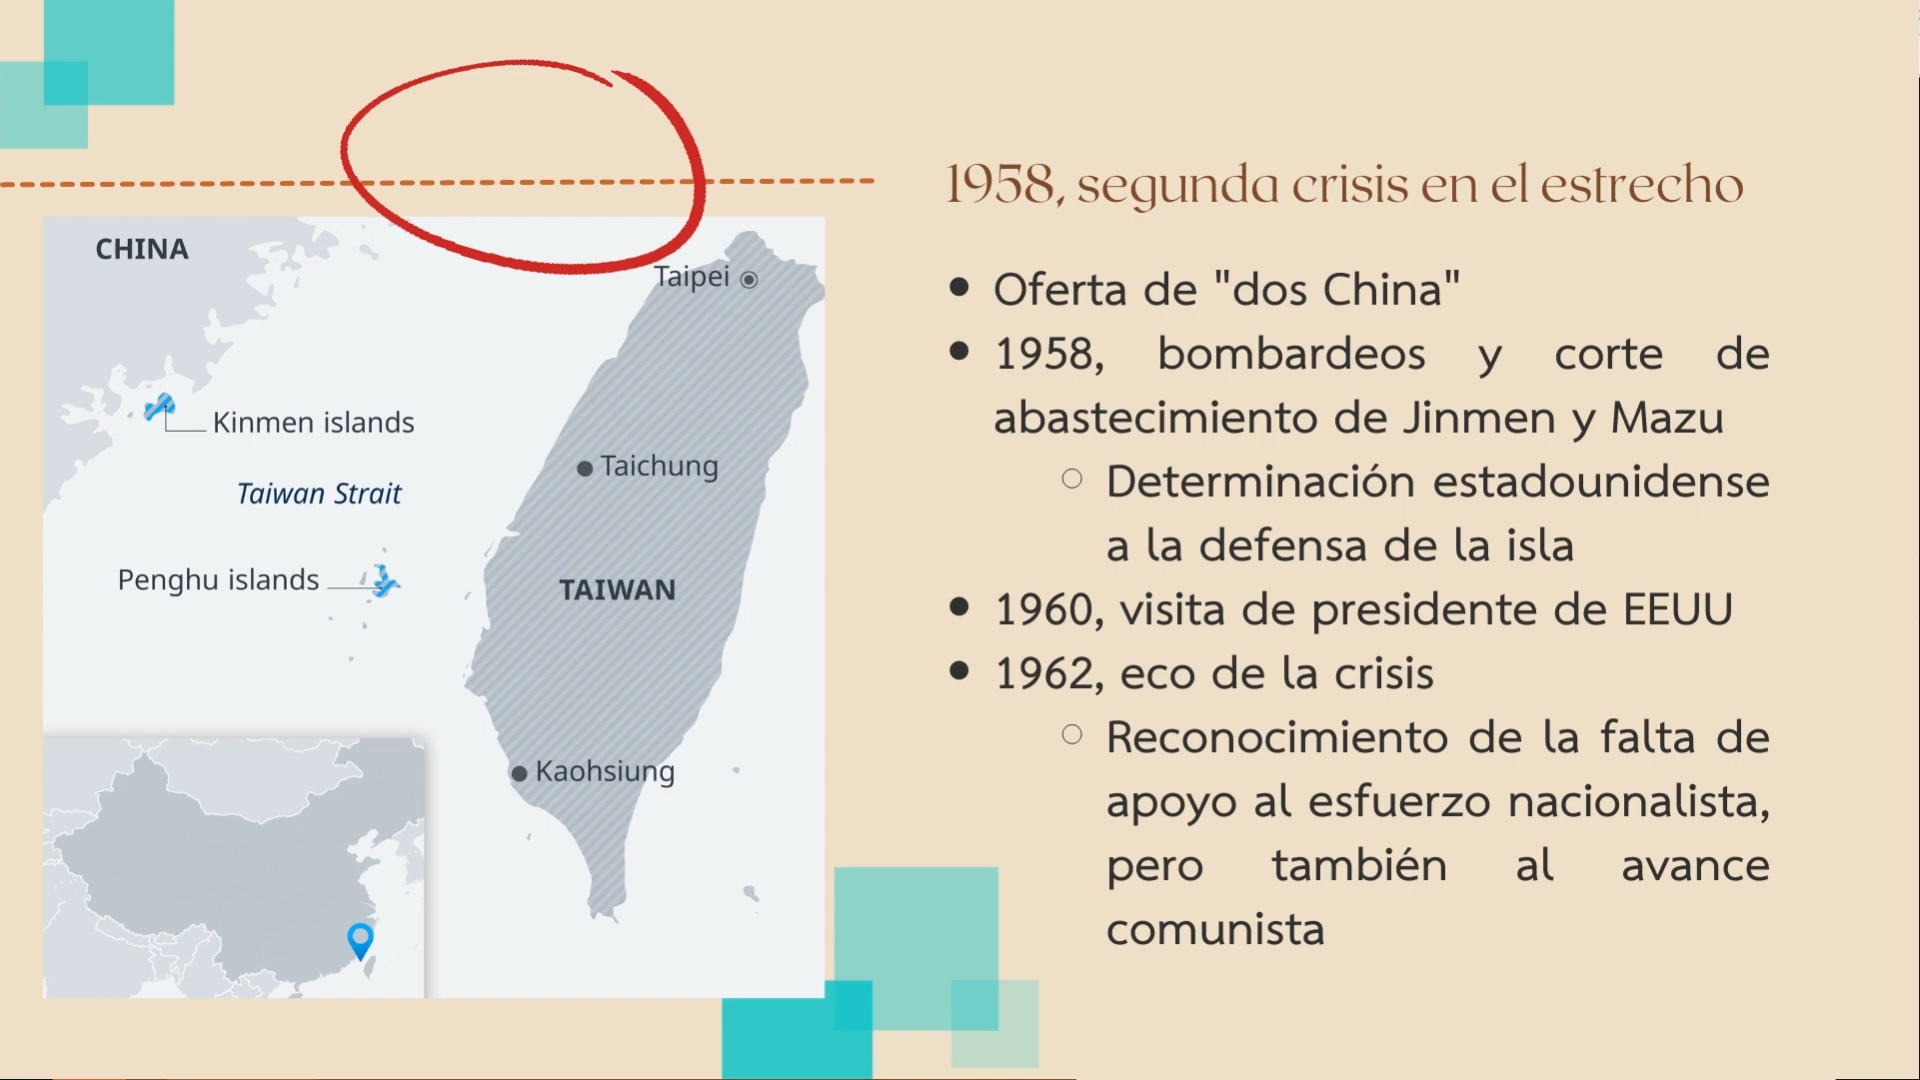 1958, segunda crisis en el estrecho
CHINA
Taipei
Kinmen islands
Taichung
Taiwan Strait
Penghu islands
TAIWAN
Kaohsiung
Oferta de "dos China"
1958, bombardeos y corte de
abastecimiento de Jinmen y Mazu
Determinación estadounidense
a la defensa de la isla
1960, visita de presidente de EEUU
1962, eco de la crisis
Reconocimiento de la falta de
apoyo al esfuerzo nacionalista,
pero también al avance
comunista